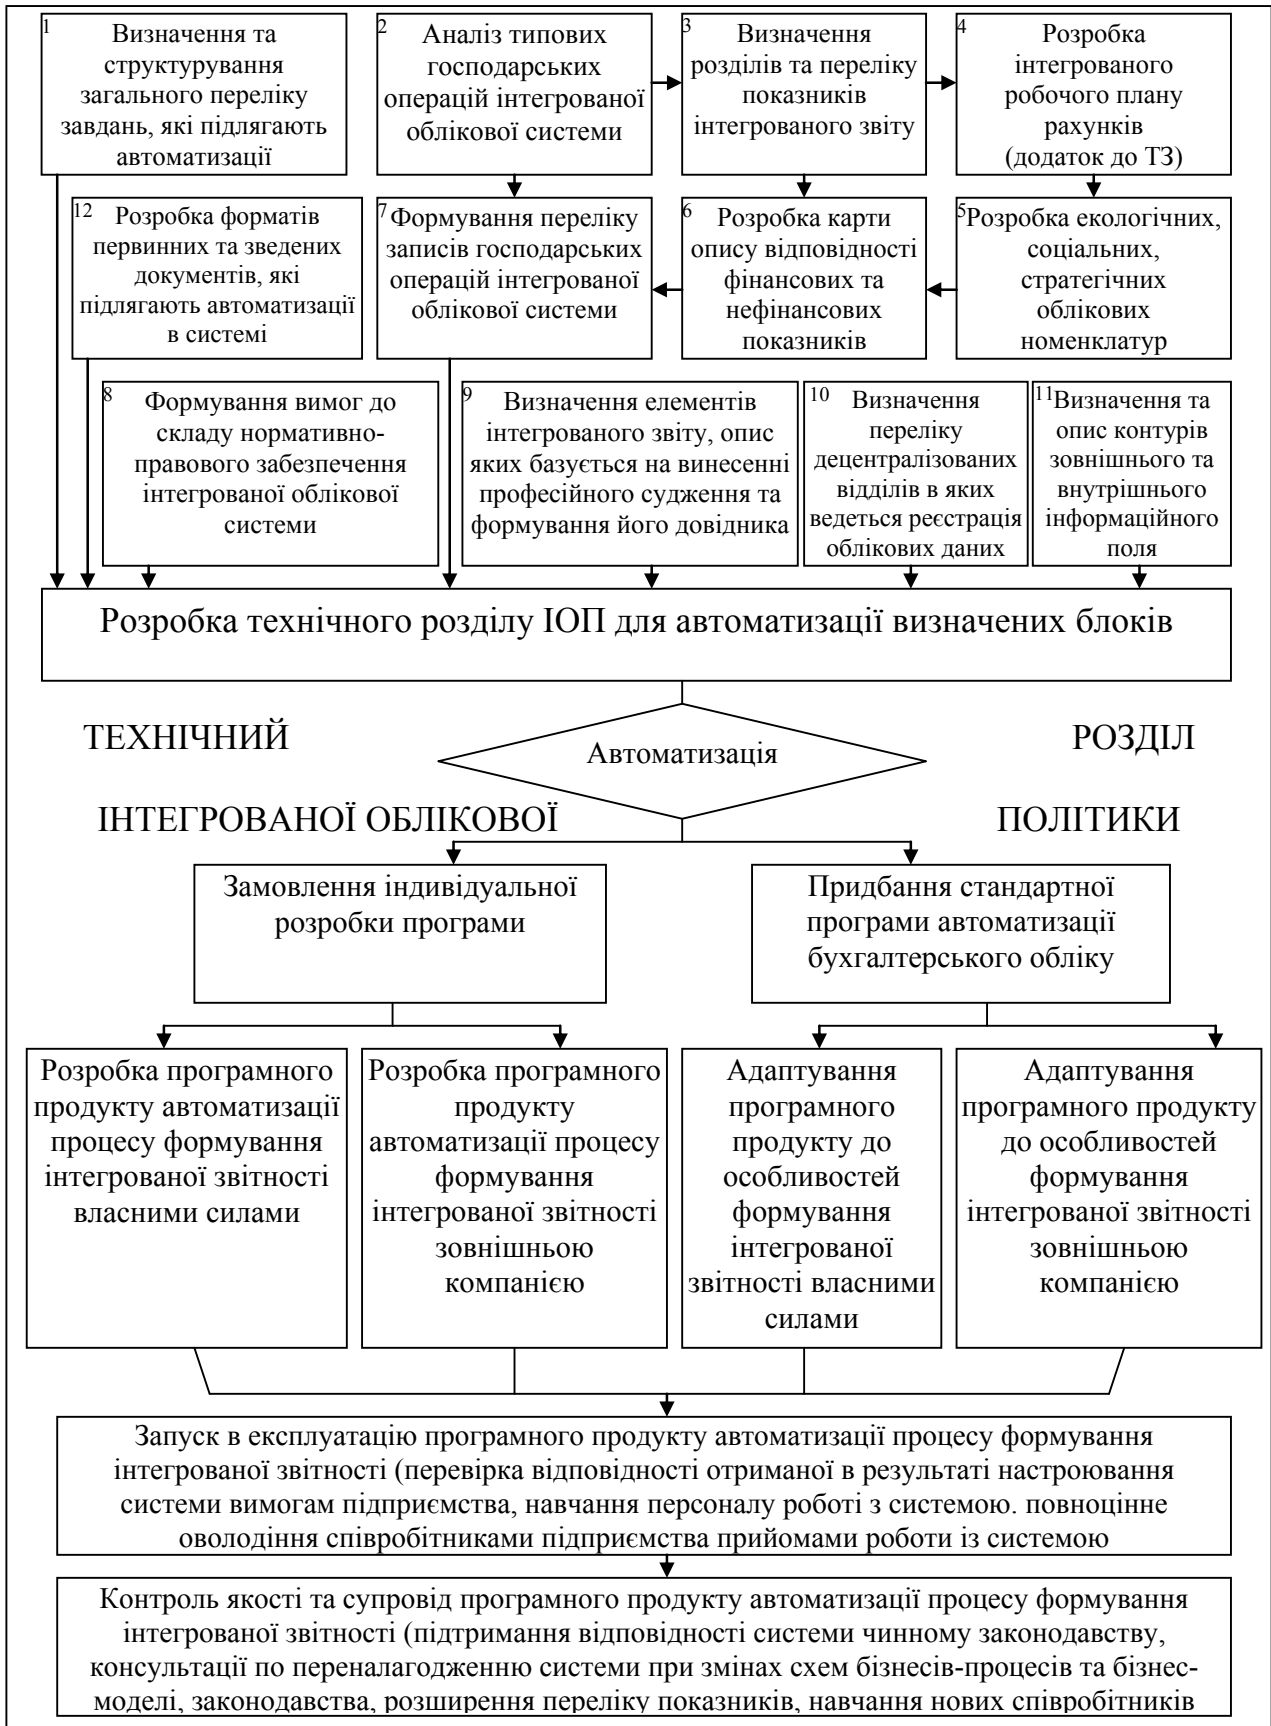 1
Визначення та
структурування
загального переліку
завдань, які підлягають
автоматизації
2
Аналіз типових
господарських
операцій інтегрованої
облікової системи
3
Визначення
розділів та переліку
показників
інтегрованого звіту
4
Розробка
інтегрованого
робочого плану
рахунків
(додаток до ТЗ)
12
Розробка форматів
первинних та зведених
документів, які
підлягають автоматизації
в системі
7
Формування переліку
записів господарських
операцій інтегрованої
облікової системи
6
Розробка карти
опису відповідності
фінансових та
нефінансових
показників
5
Розробка екологічних,
соціальних,
стратегічних
облікових
номенклатур
8
Формування вимог до
складу нормативно-
правового забезпечення
інтегрованої облікової
системи
9
Визначення елементів
інтегрованого звіту, опис
яких базується на винесенні
професійного судження та
формування його довідника
10
Визначення
переліку
децентралізованих
відділів в яких
ведеться реєстрація
облікових даних
11
Визначення та
опис контурів
зовнішнього та
внутрішнього
інформаційного
поля
Розробка технічного розділу ІОП для автоматизації визначених блоків
ТЕХНІЧНИЙ РОЗДІЛ
Автоматизація
ІНТЕГРОВАНОЇ ОБЛІКОВОЇ ПОЛІТИКИ
Замовлення індивідуальної
розробки програми
Придбання стандартної
програми автоматизації
бухгалтерського обліку
Розробка програмного
продукту автоматизації
процесу формування
інтегрованої звітності
власними силами
Розробка програмного
продукту
автоматизації процесу
формування
інтегрованої звітності
зовнішньою
компанією
Адаптування
програмного
продукту до
особливостей
формування
інтегрованої
звітності власними
силами
Адаптування
програмного продукту
до особливостей
формування
інтегрованої звітності
зовнішньою
компанією
Запуск в експлуатацію програмного продукту автоматизації процесу формування
інтегрованої звітності (перевірка відповідності отриманої в результаті настроювання
системи вимогам підприємства, навчання персоналу роботі з системою. повноцінне
оволодіння співробітниками підприємства прийомами роботи із системою
Контроль якості та супровід програмного продукту автоматизації процесу формування
інтегрованої звітності (підтримання відповідності системи чинному законодавству,
консультації по переналагодженню системи при змінах схем бізнесів-процесів та бізнес-
моделі, законодавства, розширення переліку показників, навчання нових співробітників